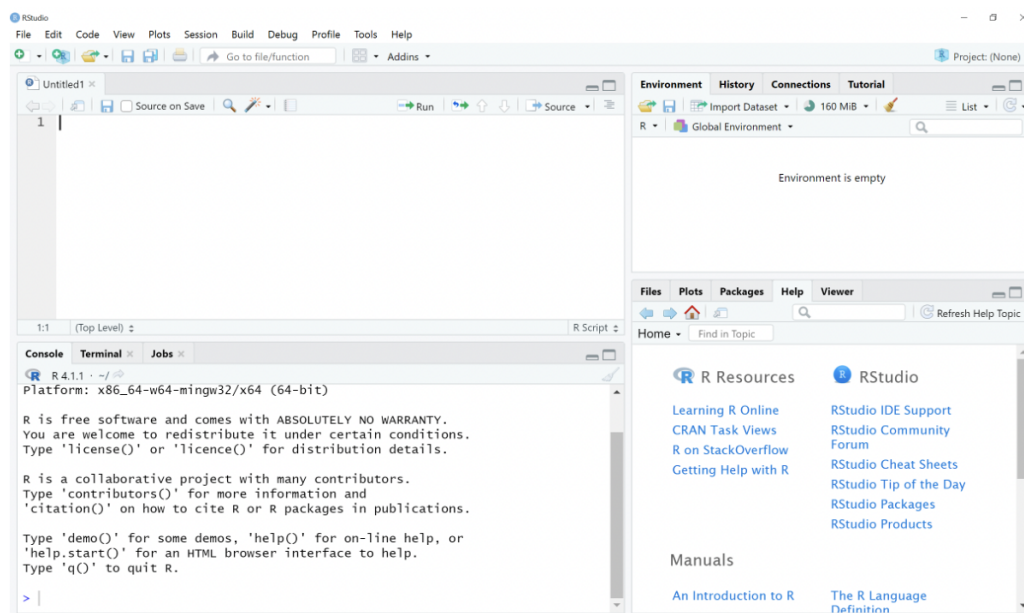 RStudio
File Edit Code View Plots Session Build Debug Profile Tools Help
Go to file/function Addins Project: (None)
Untitled1
Source on Save Run Source
1
1:1 (Top Level) R Script
Console Terminal Jobs
R 4.1.1 · ~/
Platform: x86_64-w64-mingw32/x64 (64-bit)
R is free software and comes with ABSOLUTELY NO WARRANTY.
You are welcome to redistribute it under certain conditions.
Type 'license()' or 'licence()' for distribution details.
R is a collaborative project with many contributors.
Type 'contributors()' for more information and
'citation()' on how to cite R or R packages in publications.
Type 'demo()' for some demos, 'help()' for on-line help, or
'help.start()' for an HTML browser interface to help.
Type 'q()' to quit R.
>
Environment History Connections Tutorial
Import Dataset 160 MiB List
R Global Environment
Environment is empty
Files Plots Packages Help Viewer
Refresh Help Topic
Home Find in Topic
R Resources
Learning R Online
CRAN Task Views
R on StackOverflow
Getting Help with R
RStudio
RStudio IDE Support
RStudio Community
Forum
RStudio Cheat Sheets
RStudio Tip of the Day
RStudio Packages
RStudio Products
Manuals
An Introduction to R
The R Language
Definition